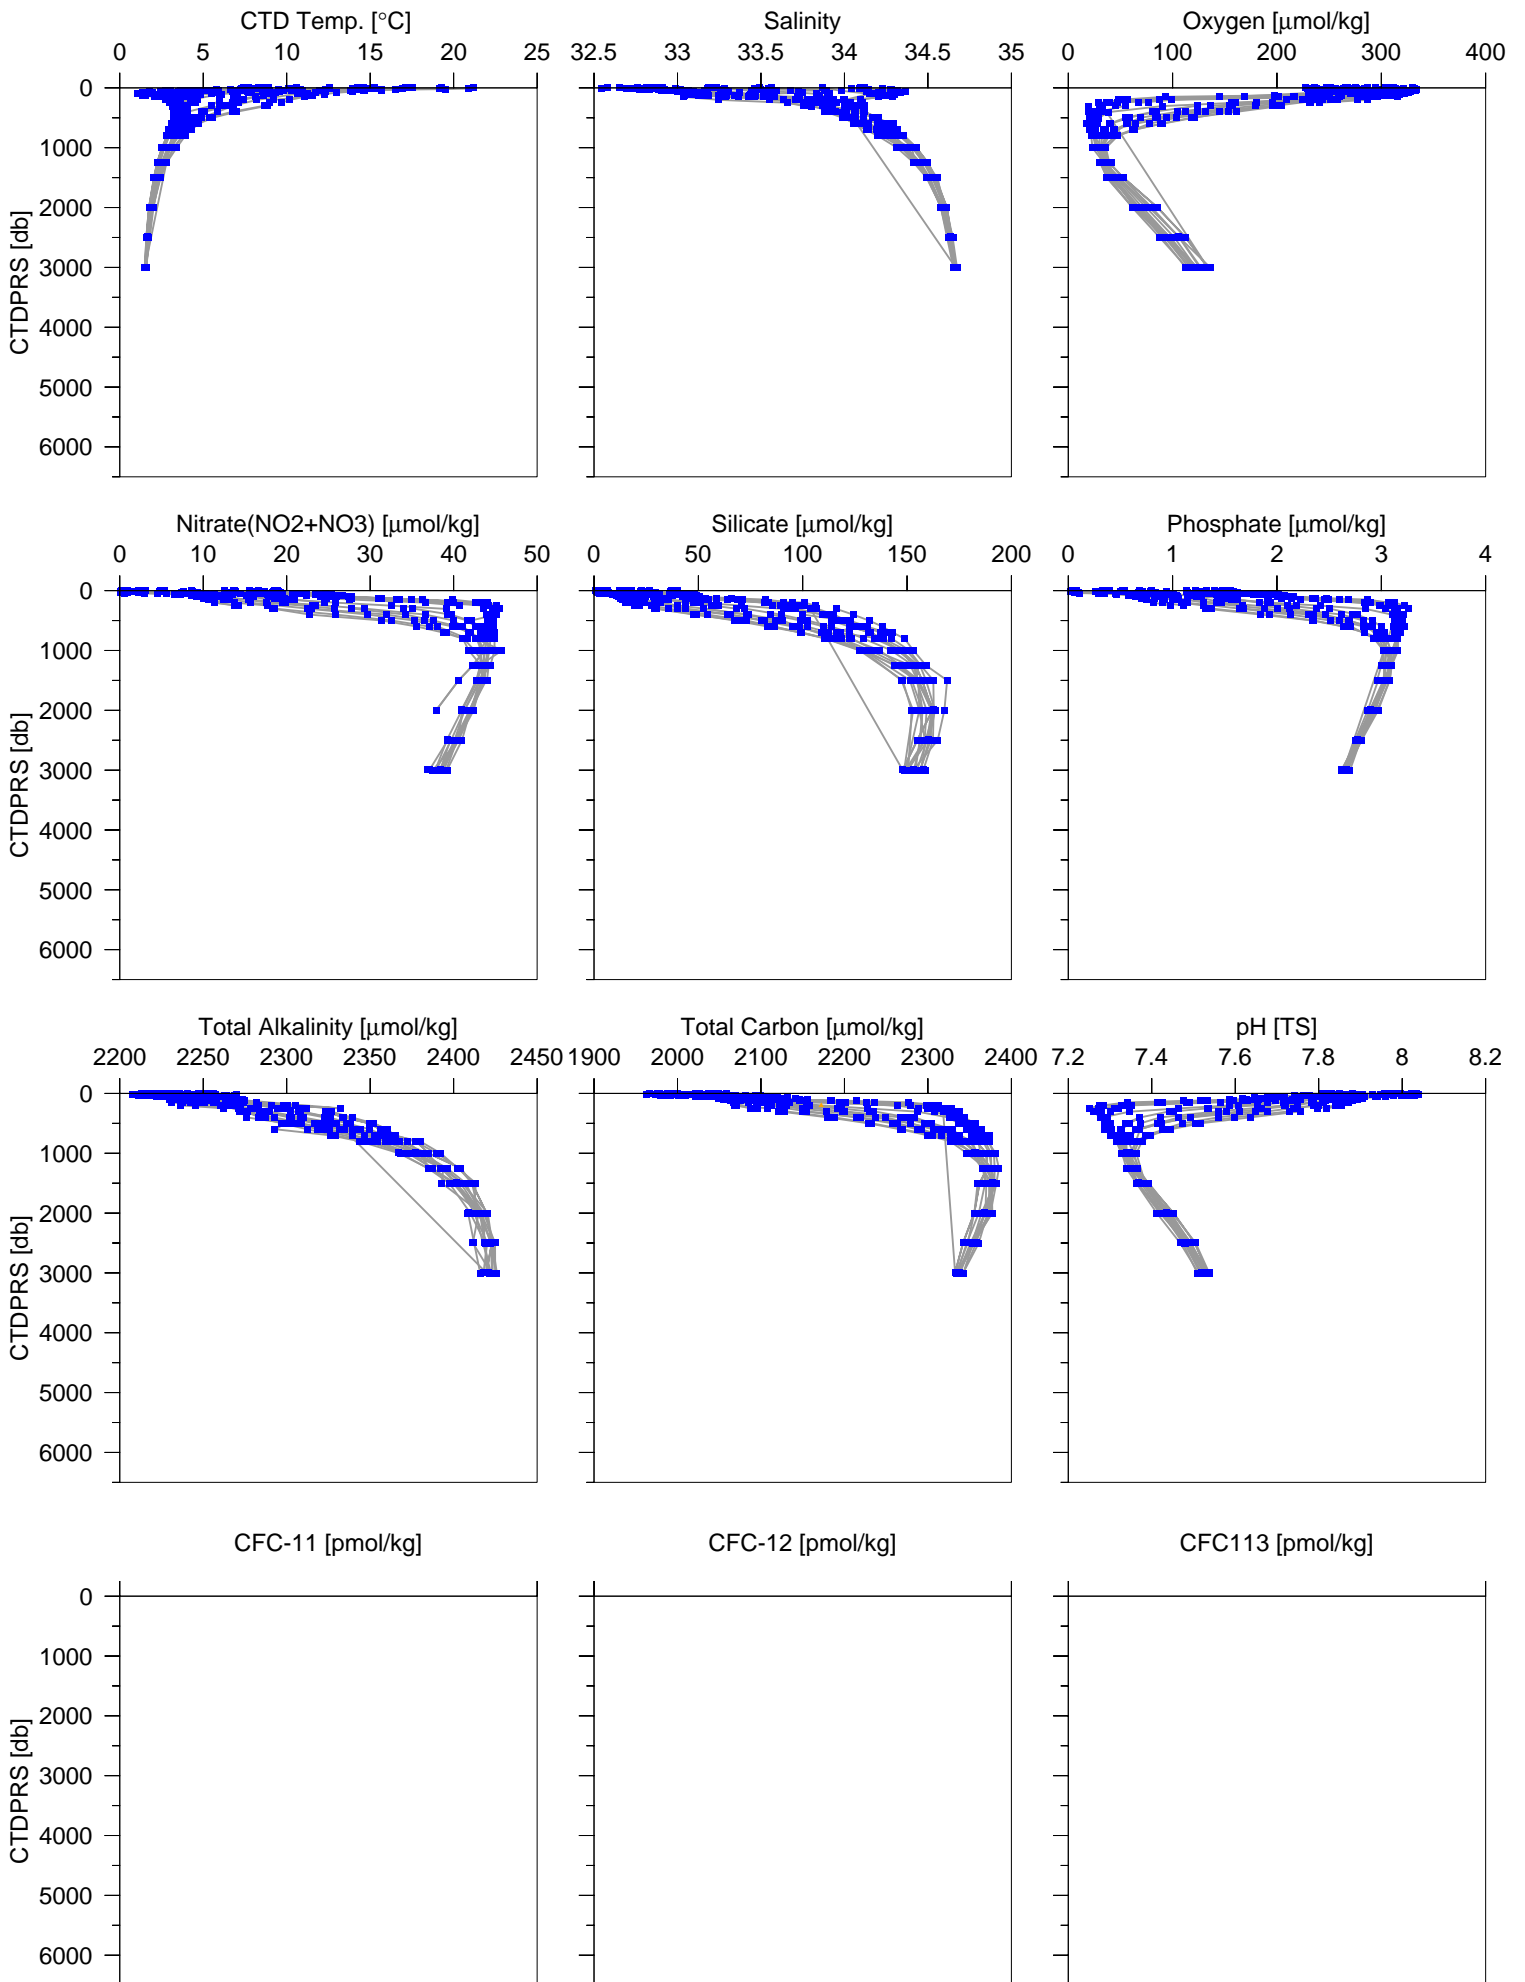 CTD Temp. [°C] Salinity Oxygen [µmol/kg]
0 5 10 15 20 25 32.5 33 33.5 34 34.5 35 0 100 200 300 400
0
1000
2000
3000
4000
5000
6000
CTDPRS [db]
Nitrate(NO2+NO3) [µmol/kg] Silicate [µmol/kg] Phosphate [µmol/kg]
0 10 20 30 40 50 0 50 100 150 200 0 1 2 3 4
0
1000
2000
3000
4000
5000
6000
CTDPRS [db]
Total Alkalinity [µmol/kg] Total Carbon [µmol/kg] pH [TS]
2200 2250 2300 2350 2400 2450 1900 2000 2100 2200 2300 2400 7.2 7.4 7.6 7.8 8 8.2
0
1000
2000
3000
4000
5000
6000
CTDPRS [db]
CFC-11 [pmol/kg] CFC-12 [pmol/kg] CFC113 [pmol/kg]
0
1000
2000
3000
4000
5000
6000
CTDPRS [db]